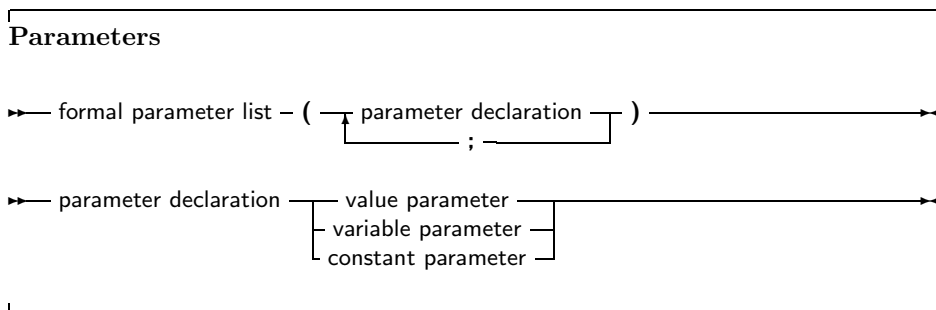 Parameters
formal parameter list ( parameter declaration )
;
parameter declaration value parameter
variable parameter
constant parameter